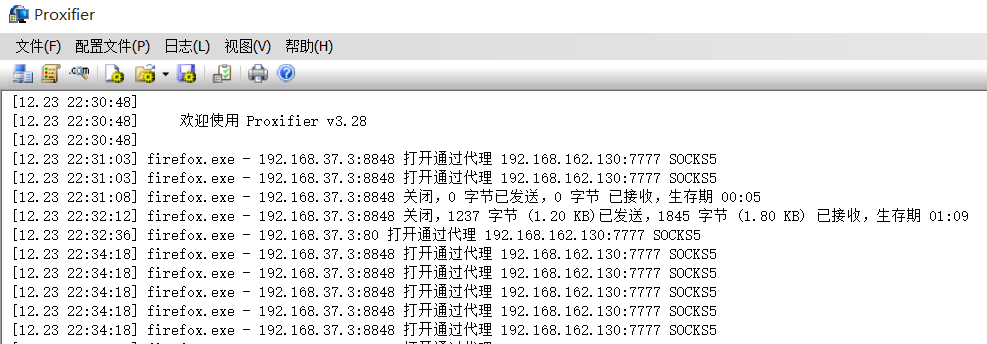 Proxifier
文件(F) 配置文件(P) 日志(L) 视图(V) 帮助(H)
[12.23 22:30:48]
[12.23 22:30:48] 欢迎使用 Proxifier v3.28
[12.23 22:30:48]
[12.23 22:31:03] firefox.exe - 192.168.37.3:8848 打开通过代理 192.168.162.130:7777 SOCKS5
[12.23 22:31:03] firefox.exe - 192.168.37.3:8848 打开通过代理 192.168.162.130:7777 SOCKS5
[12.23 22:31:08] firefox.exe - 192.168.37.3:8848 关闭，0 字节已发送，0 字节 已接收，生存期 00:05
[12.23 22:32:12] firefox.exe - 192.168.37.3:8848 关闭，1237 字节 (1.20 KB)已发送，1845 字节 (1.80 KB) 已接收，生存期 01:09
[12.23 22:32:36] firefox.exe - 192.168.37.3:80 打开通过代理 192.168.162.130:7777 SOCKS5
[12.23 22:34:18] firefox.exe - 192.168.37.3:8848 打开通过代理 192.168.162.130:7777 SOCKS5
[12.23 22:34:18] firefox.exe - 192.168.37.3:8848 打开通过代理 192.168.162.130:7777 SOCKS5
[12.23 22:34:18] firefox.exe - 192.168.37.3:8848 打开通过代理 192.168.162.130:7777 SOCKS5
[12.23 22:34:18] firefox.exe - 192.168.37.3:8848 打开通过代理 192.168.162.130:7777 SOCKS5
[12.23 22:34:18] firefox.exe - 192.168.37.3:8848 打开通过代理 192.168.162.130:7777 SOCKS5